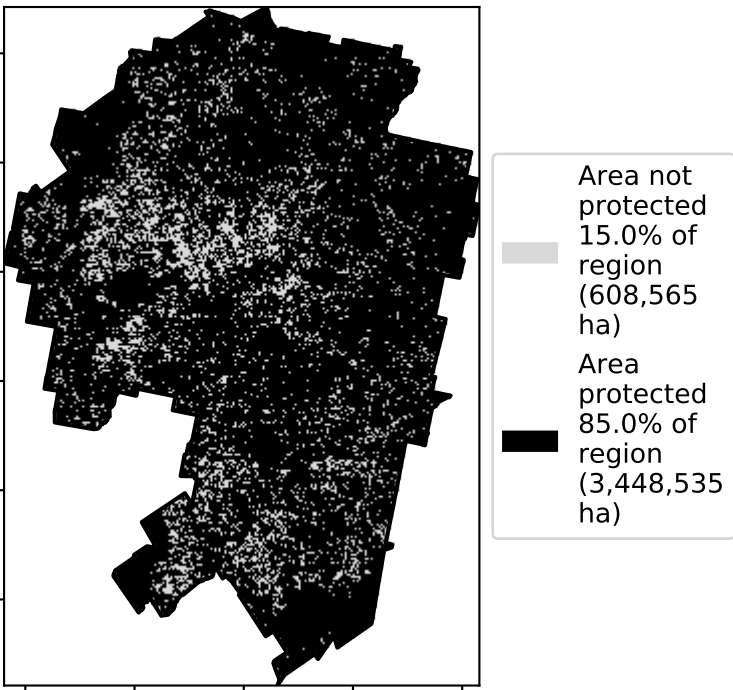 Area not
protected
15.0% of
region
(608,565
ha)
Area
protected
85.0% of
region
(3,448,535
ha)